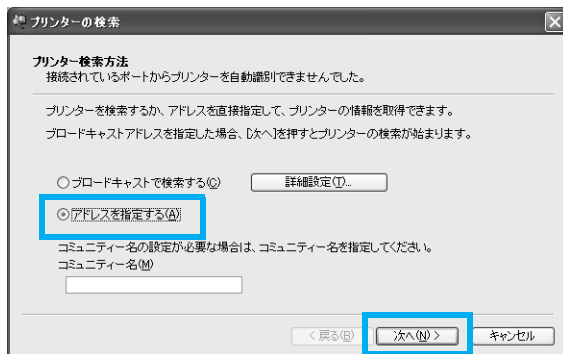 プリンターの検索
プリンター検索方法
接続されているポートからプリンターを自動識別できませんでした。
プリンターを検索するか、アドレスを直接指定して、プリンターの情報を取得できます。
ブロードキャストアドレスを指定した場合、[次へ]を押すとプリンターの検索が始まります。
ブロードキャストで検索する(C) 詳細設定(T)...
アドレスを指定する(A)
コミュニティー名の設定が必要な場合は、コミュニティー名を指定してください。
コミュニティー名(M)
< 戻る(B) 次へ(N) > キャンセル